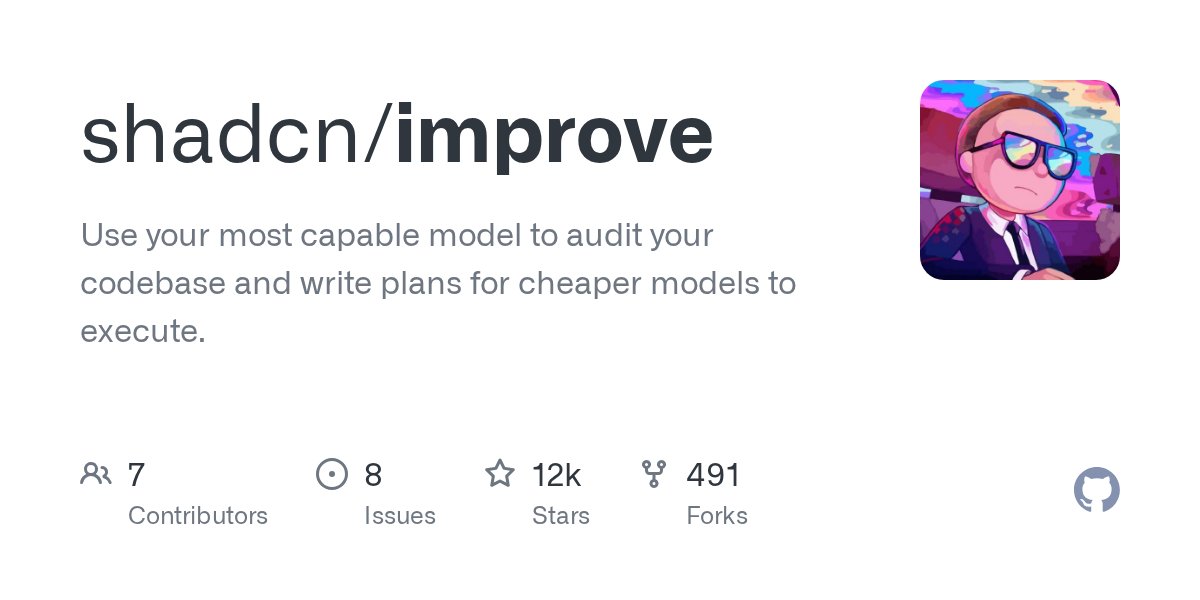 shadcn/improve
Use your most capable model to audit your
codebase and write plans for cheaper models to
execute.
7
Contributors
8
Issues
12k
Stars
491
Forks